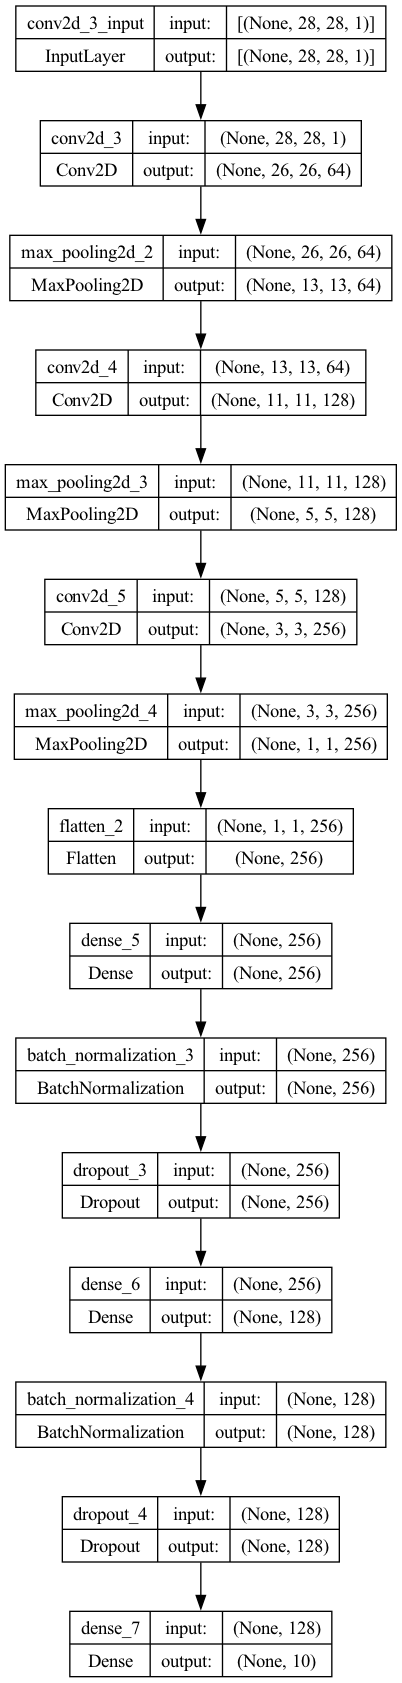 conv2d_3_input input: [(None, 28, 28, 1)]
InputLayer output: [(None, 28, 28, 1)]
conv2d_3 input: (None, 28, 28, 1)
Conv2D output: (None, 26, 26, 64)
max_pooling2d_2 input: (None, 26, 26, 64)
MaxPooling2D output: (None, 13, 13, 64)
conv2d_4 input: (None, 13, 13, 64)
Conv2D output: (None, 11, 11, 128)
max_pooling2d_3 input: (None, 11, 11, 128)
MaxPooling2D output: (None, 5, 5, 128)
conv2d_5 input: (None, 5, 5, 128)
Conv2D output: (None, 3, 3, 256)
max_pooling2d_4 input: (None, 3, 3, 256)
MaxPooling2D output: (None, 1, 1, 256)
flatten_2 input: (None, 1, 1, 256)
Flatten output: (None, 256)
dense_5 input: (None, 256)
Dense output: (None, 256)
batch_normalization_3 input: (None, 256)
BatchNormalization output: (None, 256)
dropout_3 input: (None, 256)
Dropout output: (None, 256)
dense_6 input: (None, 256)
Dense output: (None, 128)
batch_normalization_4 input: (None, 128)
BatchNormalization output: (None, 128)
dropout_4 input: (None, 128)
Dropout output: (None, 128)
dense_7 input: (None, 128)
Dense output: (None, 10)